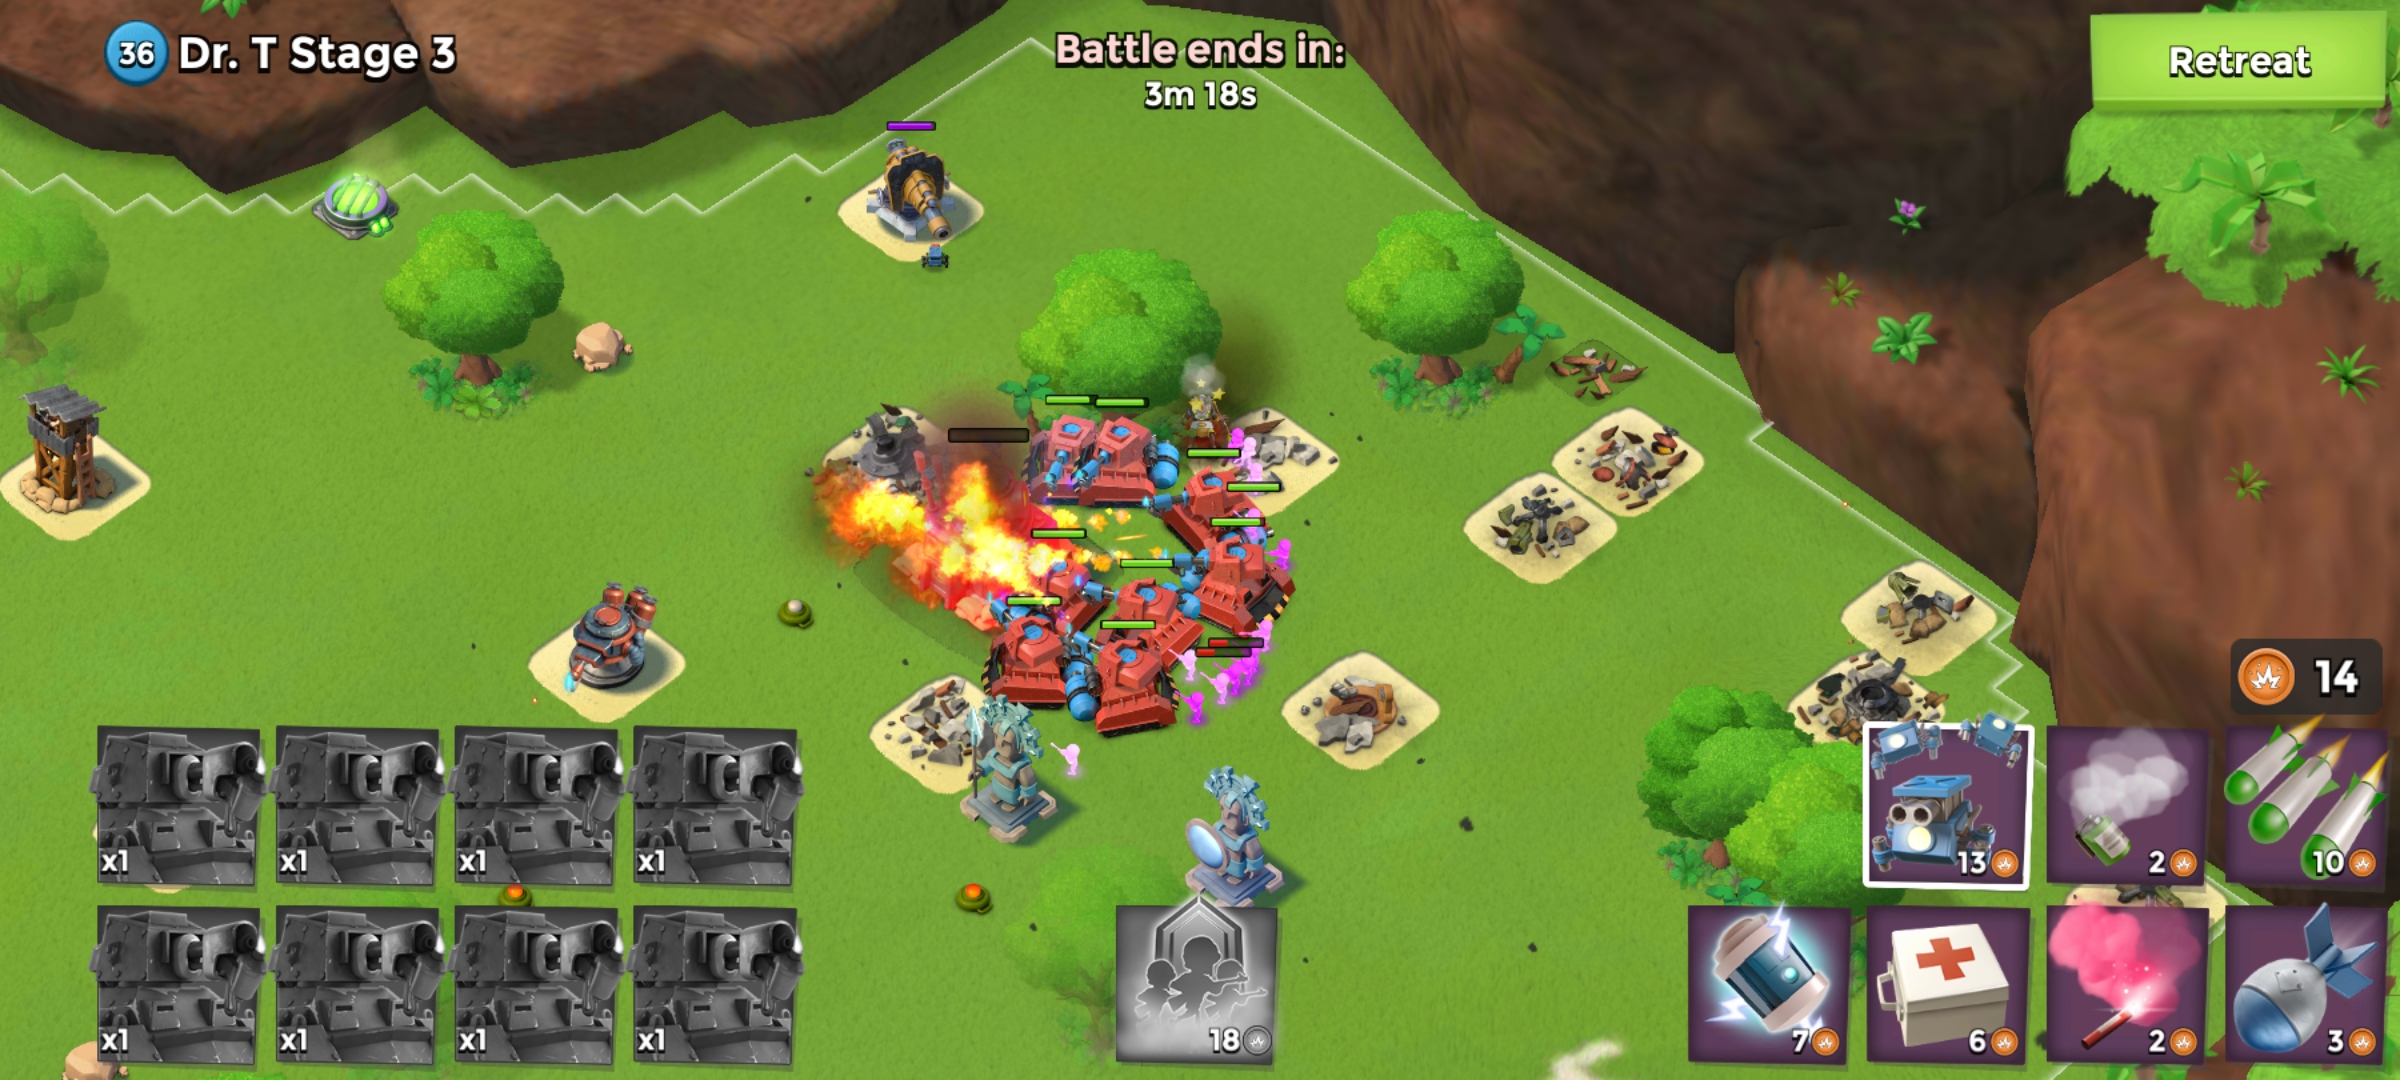 36 Dr. T Stage 3
Battle ends in:
3m 18s
Retreat
14
x1 x1 x1 x1
13 2 10
x1 x1 x1 x1
18
7 6 2 3